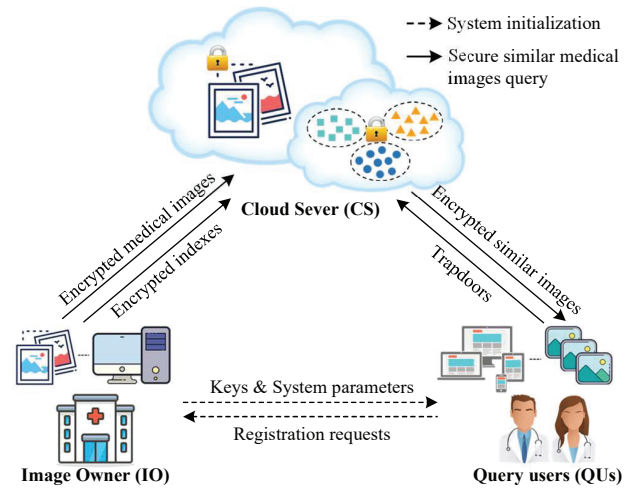 System initialization
Secure similar medical
images query
Cloud Sever (CS)
Encrypted medical images
Encrypted indexes
Encrypted similar images
Trapdoors
Keys & System parameters
Registration requests
Image Owner (IO)
Query users (QUs)